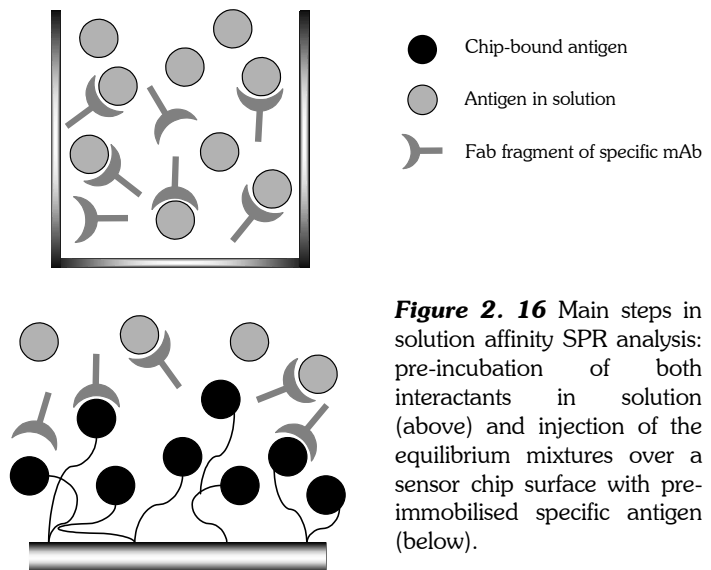 Chip-bound antigen
Antigen in solution
Fab fragment of specific mAb
Figure 2. 16 Main steps in
solution affinity SPR analysis:
pre-incubation of both
interactants in solution
(above) and injection of the
equilibrium mixtures over a
sensor chip surface with pre-
immobilised specific antigen
(below).